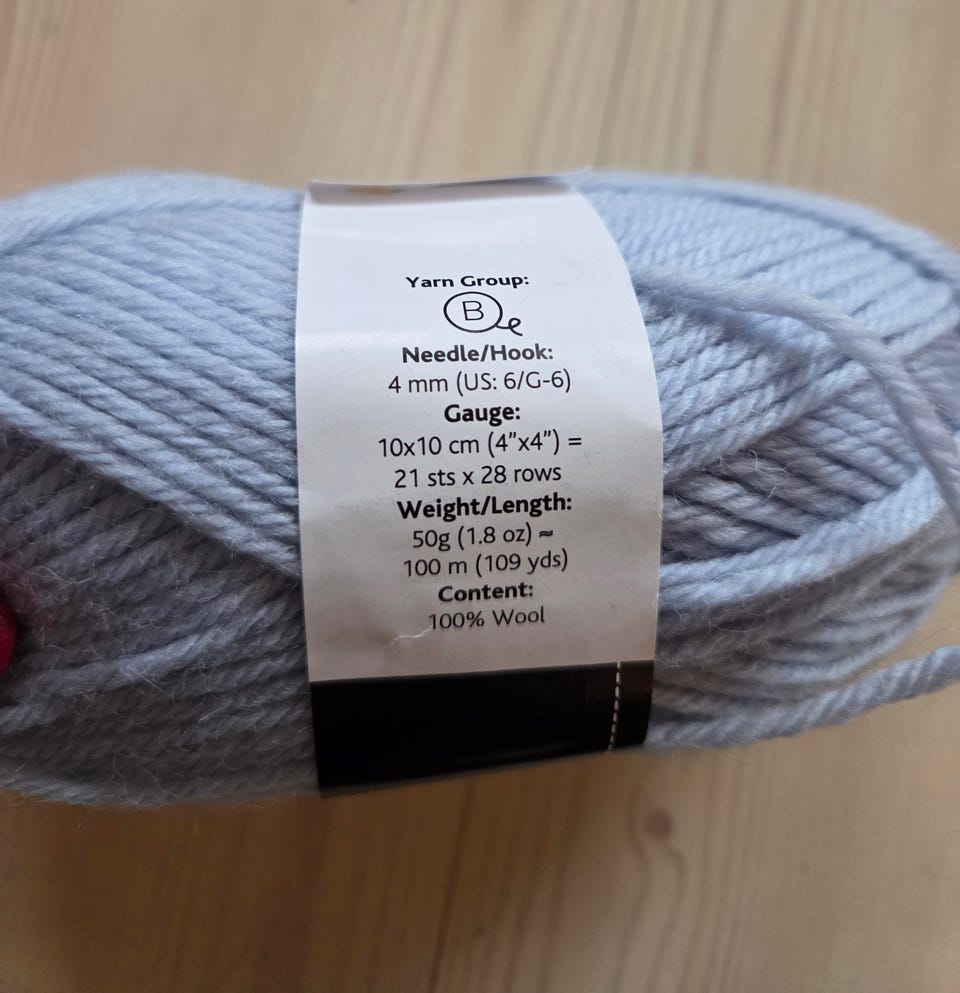 Yarn Group:
B
Needle/Hook:
4 mm (US: 6/G-6)
Gauge:
10x10 cm (4”x4”) =
21 sts x 28 rows
Weight/Length:
50g (1.8 oz) ≈
100 m (109 yds)
Content:
100% Wool